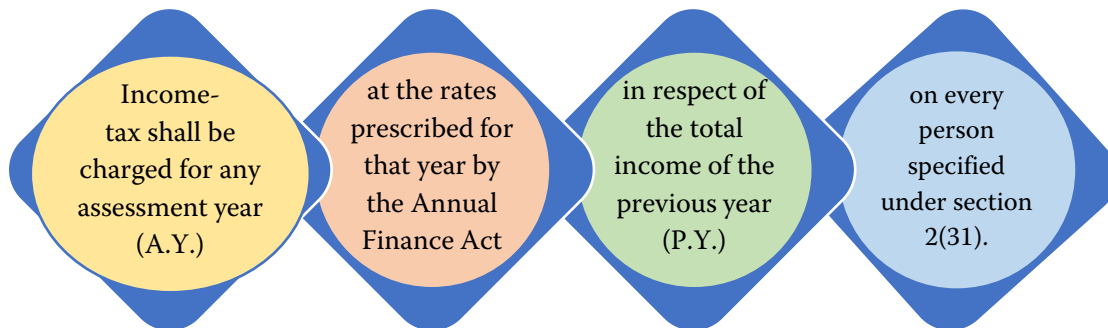 Income-
tax shall be
charged for any
assessment year
(A.Y.)
at the rates
prescribed for
that year by
the Annual
Finance Act
in respect of
the total
income of the
previous year
(P.Y.)
on every
person
specified
under section
2(31).